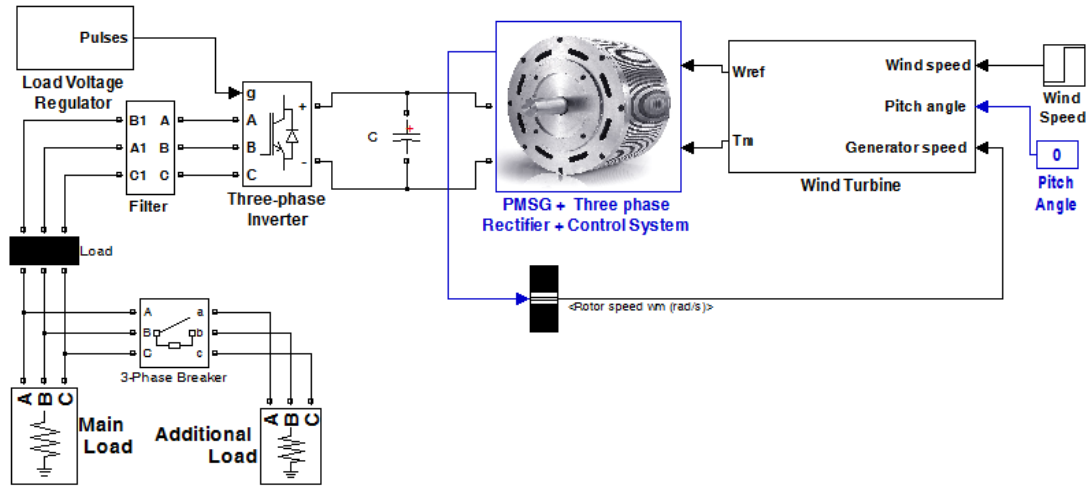 Pulses
Load Voltage
Regulator
g
+
A
B
C
-
Three-phase
Inverter
B1 A
A1 B
C1 C
Filter
C
+
PMSG + Three phase
Rectifier + Control System
Wref
Tm
Wind speed
Pitch angle
Generator speed
Wind Turbine
Wind
Speed
0
Pitch
Angle
<Rotor speed wm (rad/s)>
Load
A a
B b
C c
3-Phase Breaker
A B C
Main
Load
A B C
Additional
Load